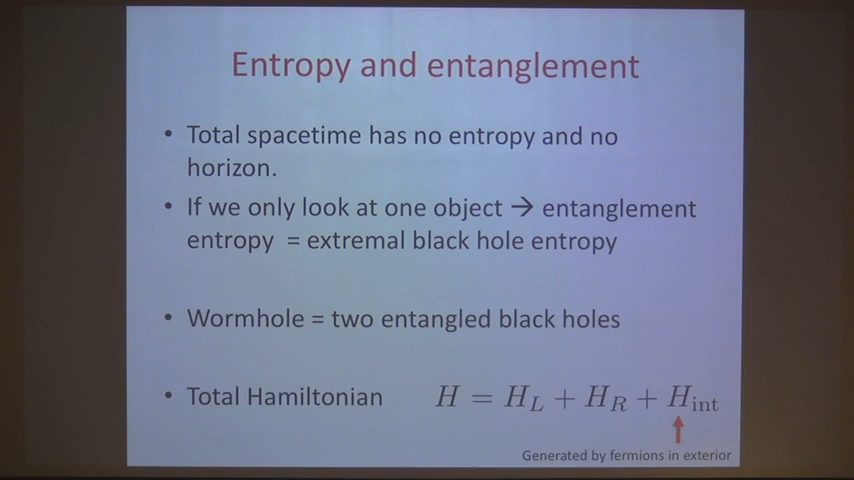 Entropy and entanglement
• Total spacetime has no entropy and no
horizon.
• If we only look at one object → entanglement
entropy = extremal black hole entropy
• Wormhole = two entangled black holes
• Total Hamiltonian H = H_L + H_R + H_int
Generated by fermions in exterior